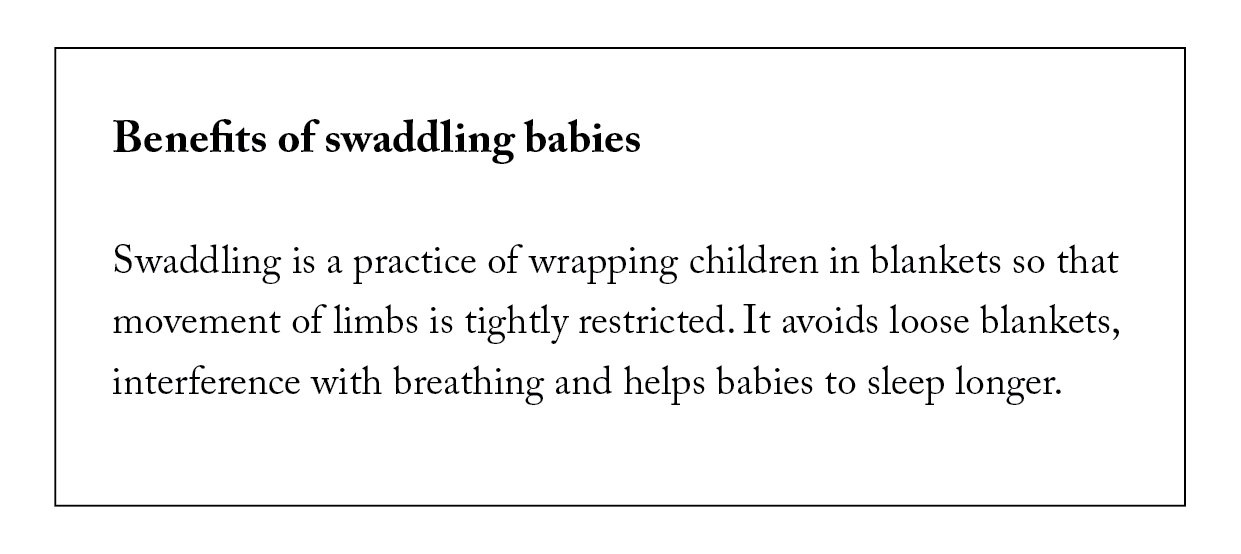 Benefits of swaddling babies
Swaddling is a practice of wrapping children in blankets so that
movement of limbs is tightly restricted. It avoids loose blankets,
interference with breathing and helps babies to sleep longer.